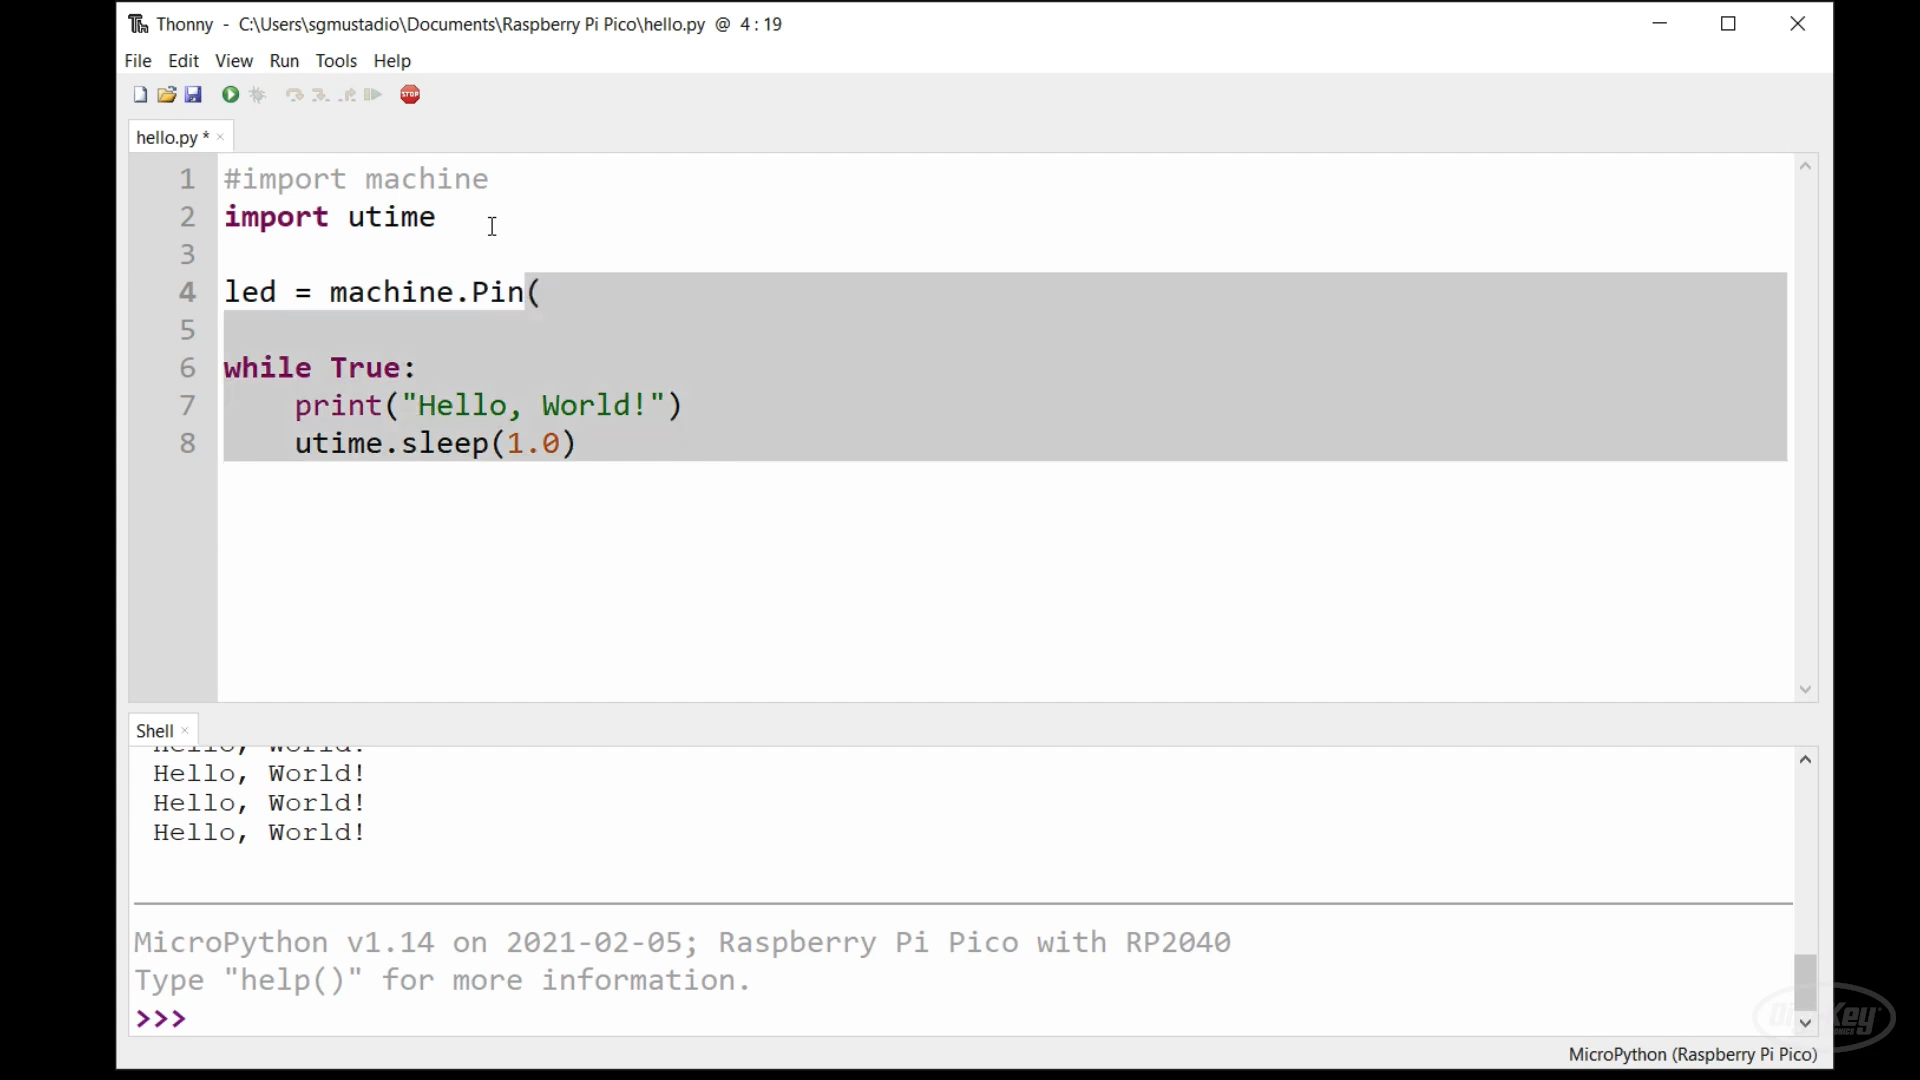 Thonny - C:\Users\sgmustadio\Documents\Raspberry Pi Pico\hello.py @ 4 : 19
File Edit View Run Tools Help
STOP
hello.py *
1 #import machine
2 import utime
3
4 led = machine.Pin(
5
6 while True:
7 print("Hello, World!")
8 utime.sleep(1.0)
Shell
Hello, World!
Hello, World!
Hello, World!
Hello, World!
MicroPython v1.14 on 2021-02-05; Raspberry Pi Pico with RP2040
Type "help()" for more information.
>>>
MicroPython (Raspberry Pi Pico)